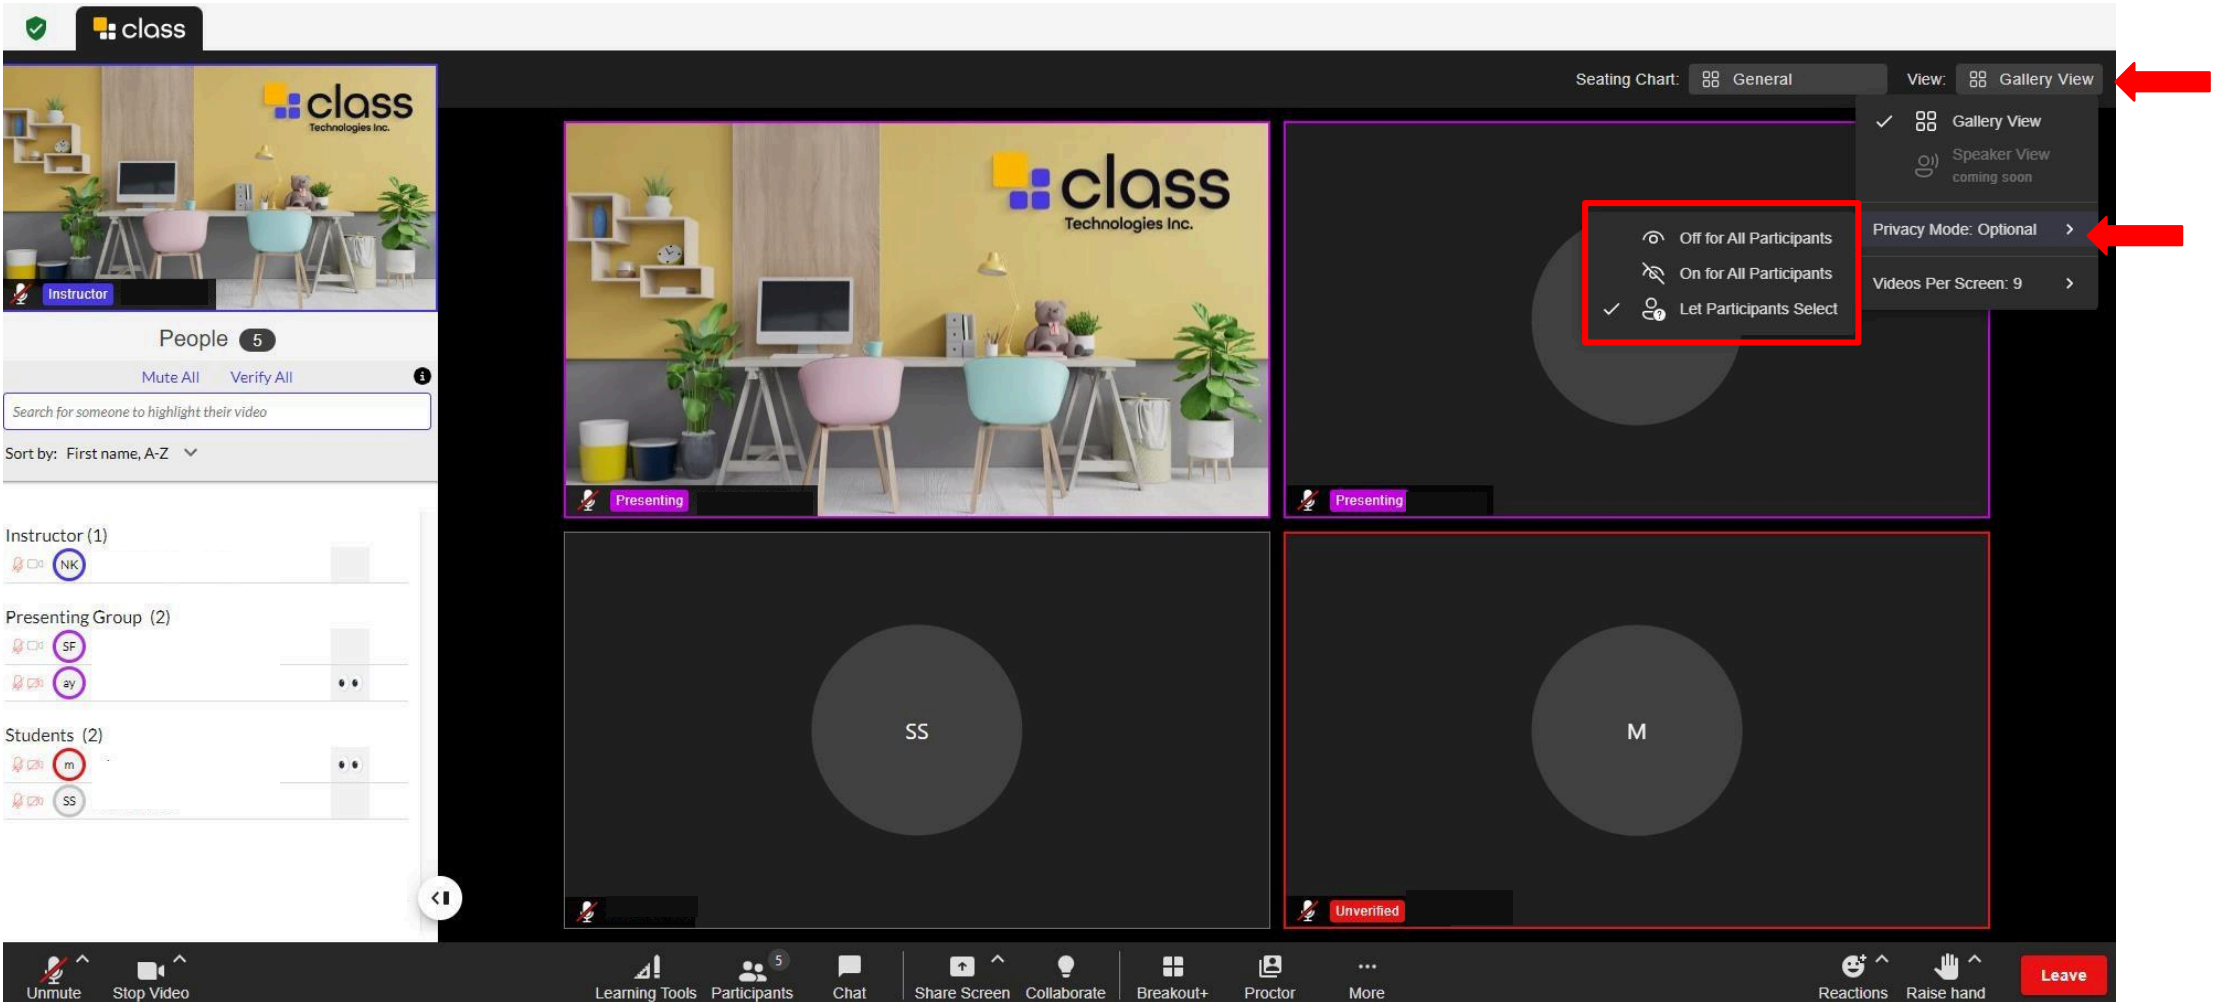 class
Seating Chart: General View: Gallery View
class
Technologies Inc.
Instructor
Gallery View
Speaker View
coming soon
Privacy Mode: Optional
Videos Per Screen: 9
Off for All Participants
On for All Participants
Let Participants Select
class
Technologies Inc.
Presenting
Presenting
People 5
Mute All Verify All
Search for someone to highlight their video
Sort by: First name, A-Z
Instructor (1)
NK
Presenting Group (2)
SF
ay
Students (2)
m
SS
SS
M
Unverified
Unmute Stop Video Learning Tools Participants 5 Chat Share Screen Collaborate Breakout+ Proctor More Reactions Raise hand Leave